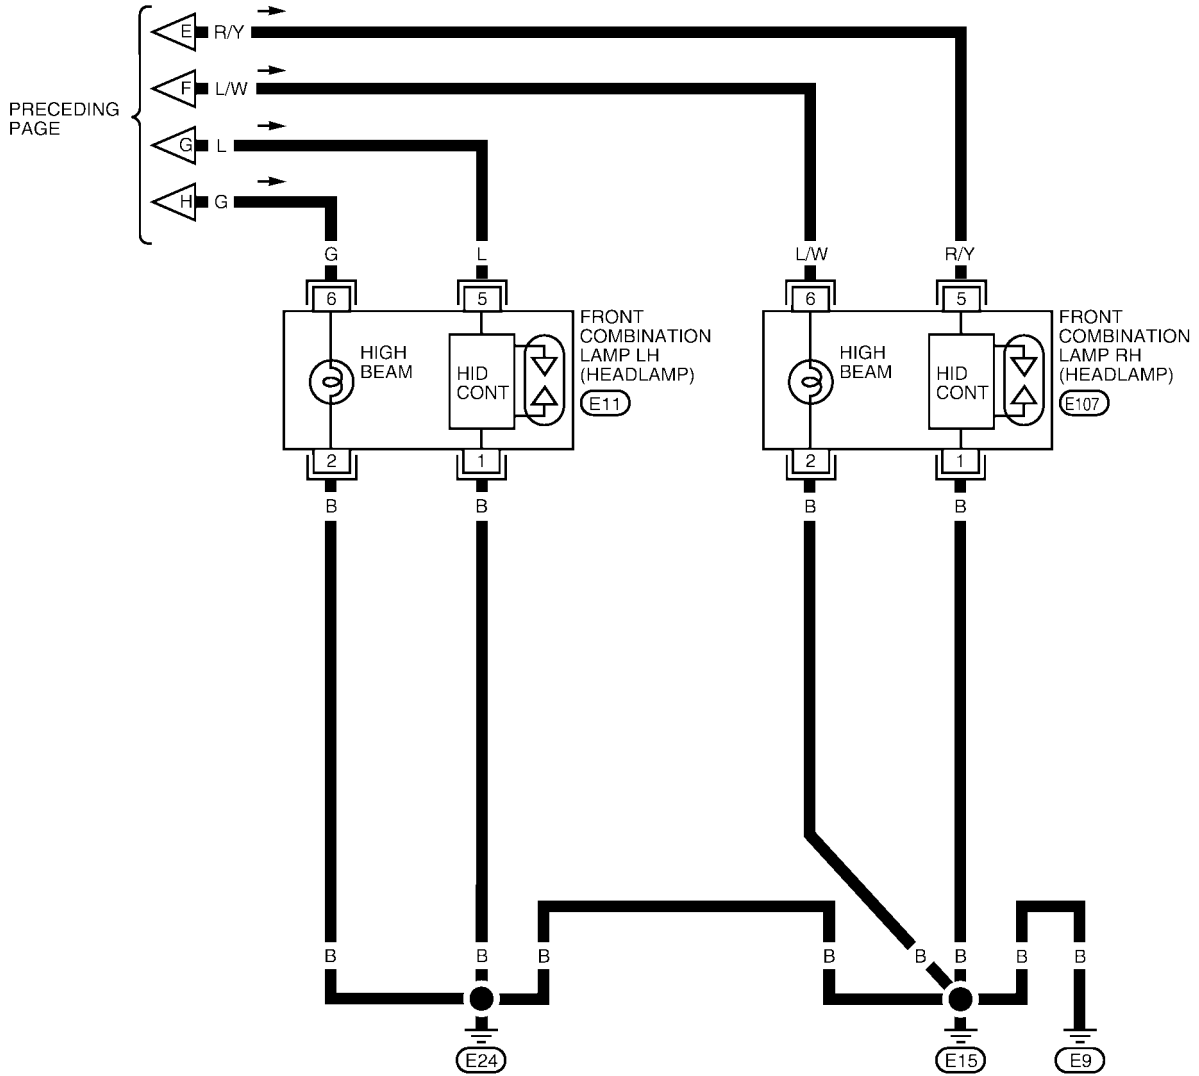 E R/Y
F L/W
PRECEDING
PAGE
G L
H G
G L L/W R/Y
6 5 6 5
FRONT
COMBINATION
LAMP LH
(HEADLAMP)
E11
HIGH
BEAM
HID
CONT
FRONT
COMBINATION
LAMP RH
(HEADLAMP)
E107
HIGH
BEAM
HID
CONT
2 1 2 1
B B B B
B B B B B B B B
E24 E15 E9